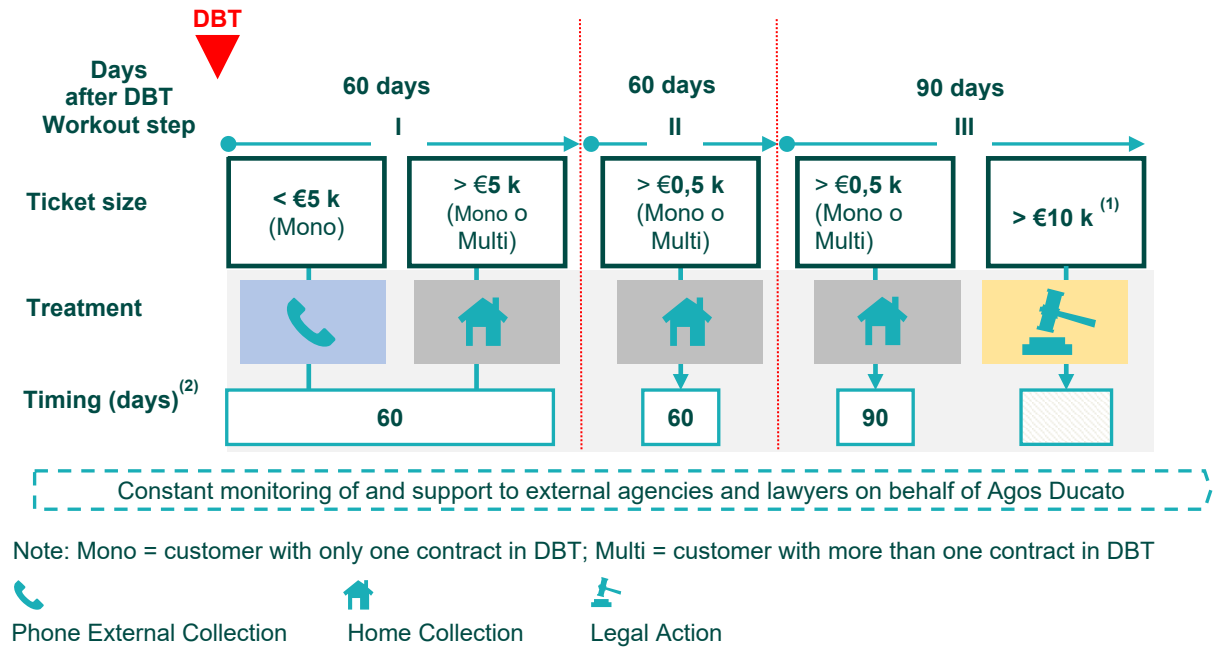 DBT
Days
after DBT
60 days
60 days
90 days
Workout step
I
II
III
Ticket size
< €5 k
(Mono)
> €5 k
(Mono o
Multi)
> €0,5 k
(Mono o
Multi)
> €0,5 k
(Mono o
Multi)
> €10 k (1)
Treatment
Timing (days)(2)
60
60
90
Constant monitoring of and support to external agencies and lawyers on behalf of Agos Ducato
Note: Mono = customer with only one contract in DBT; Multi = customer with more than one contract in DBT
Phone External Collection
Home Collection
Legal Action